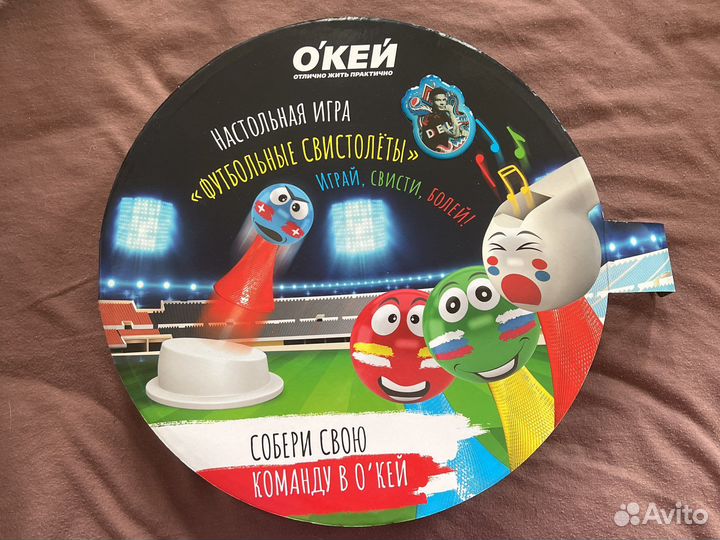 О'КЕЙ
ОТЛИЧНО ЖИТЬ ПРАКТИЧНО
НАСТОЛЬНАЯ ИГРА
«ФУТБОЛЬНЫЕ СВИСТОЛЁТЫ»
ИГРАЙ, СВИСТИ, БОЛЕЙ!
СОБЕРИ СВОЮ
КОМАНДУ В О'КЕЙ
Avito